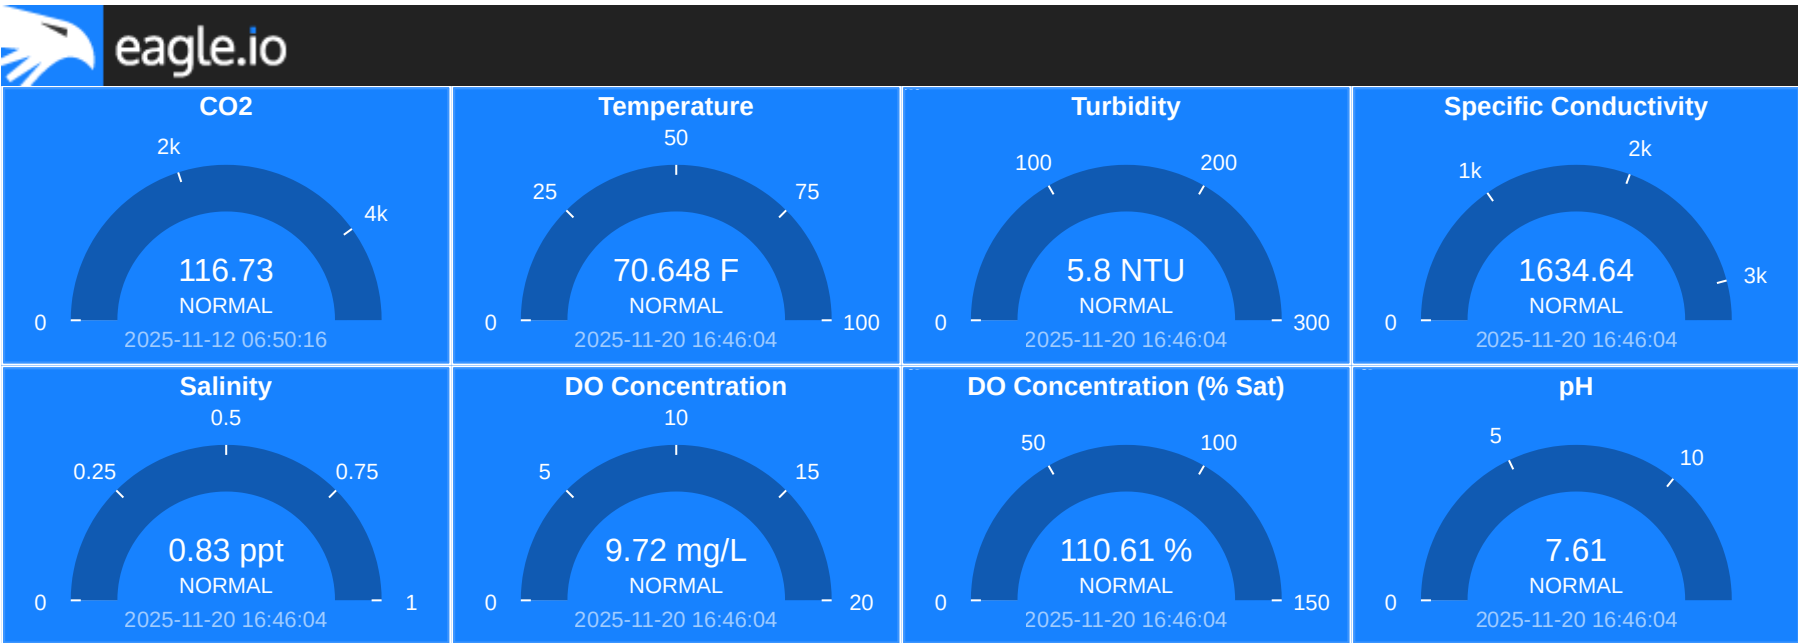 eagle.io
CO2
2k
4k
116.73
NORMAL
0
2025-11-12 06:50:16
Temperature
50
25
75
70.648 F
NORMAL
0
100
2025-11-20 16:46:04
Turbidity
100
200
5.8 NTU
NORMAL
0
300
2025-11-20 16:46:04
Specific Conductivity
2k
1k
3k
1634.64
NORMAL
0
2025-11-20 16:46:04
Salinity
0.5
0.25
0.75
0.83 ppt
NORMAL
0
1
2025-11-20 16:46:04
DO Concentration
10
5
15
9.72 mg/L
NORMAL
0
20
2025-11-20 16:46:04
DO Concentration (% Sat)
50
100
110.61 %
NORMAL
0
150
2025-11-20 16:46:04
pH
5
10
7.61
NORMAL
0
2025-11-20 16:46:04